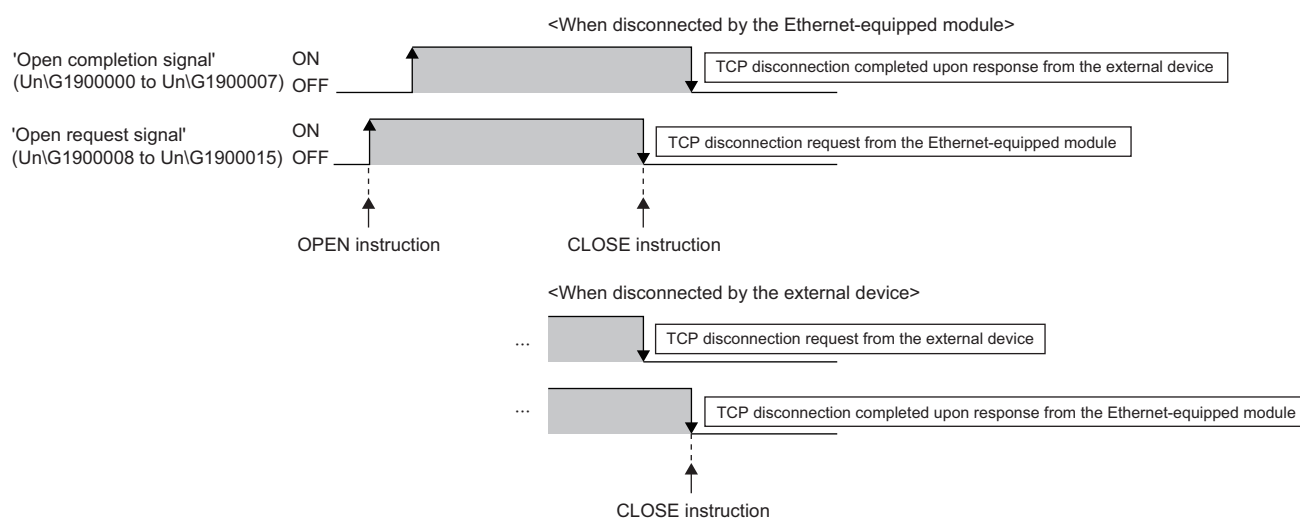 <When disconnected by the Ethernet-equipped module>
'Open completion signal'
(Un\G1900000 to Un\G1900007)
ON
OFF
TCP disconnection completed upon response from the external device
'Open request signal'
(Un\G1900008 to Un\G1900015)
ON
OFF
TCP disconnection request from the Ethernet-equipped module
OPEN instruction
CLOSE instruction
<When disconnected by the external device>
...
TCP disconnection request from the external device
...
TCP disconnection completed upon response from the Ethernet-equipped module
CLOSE instruction